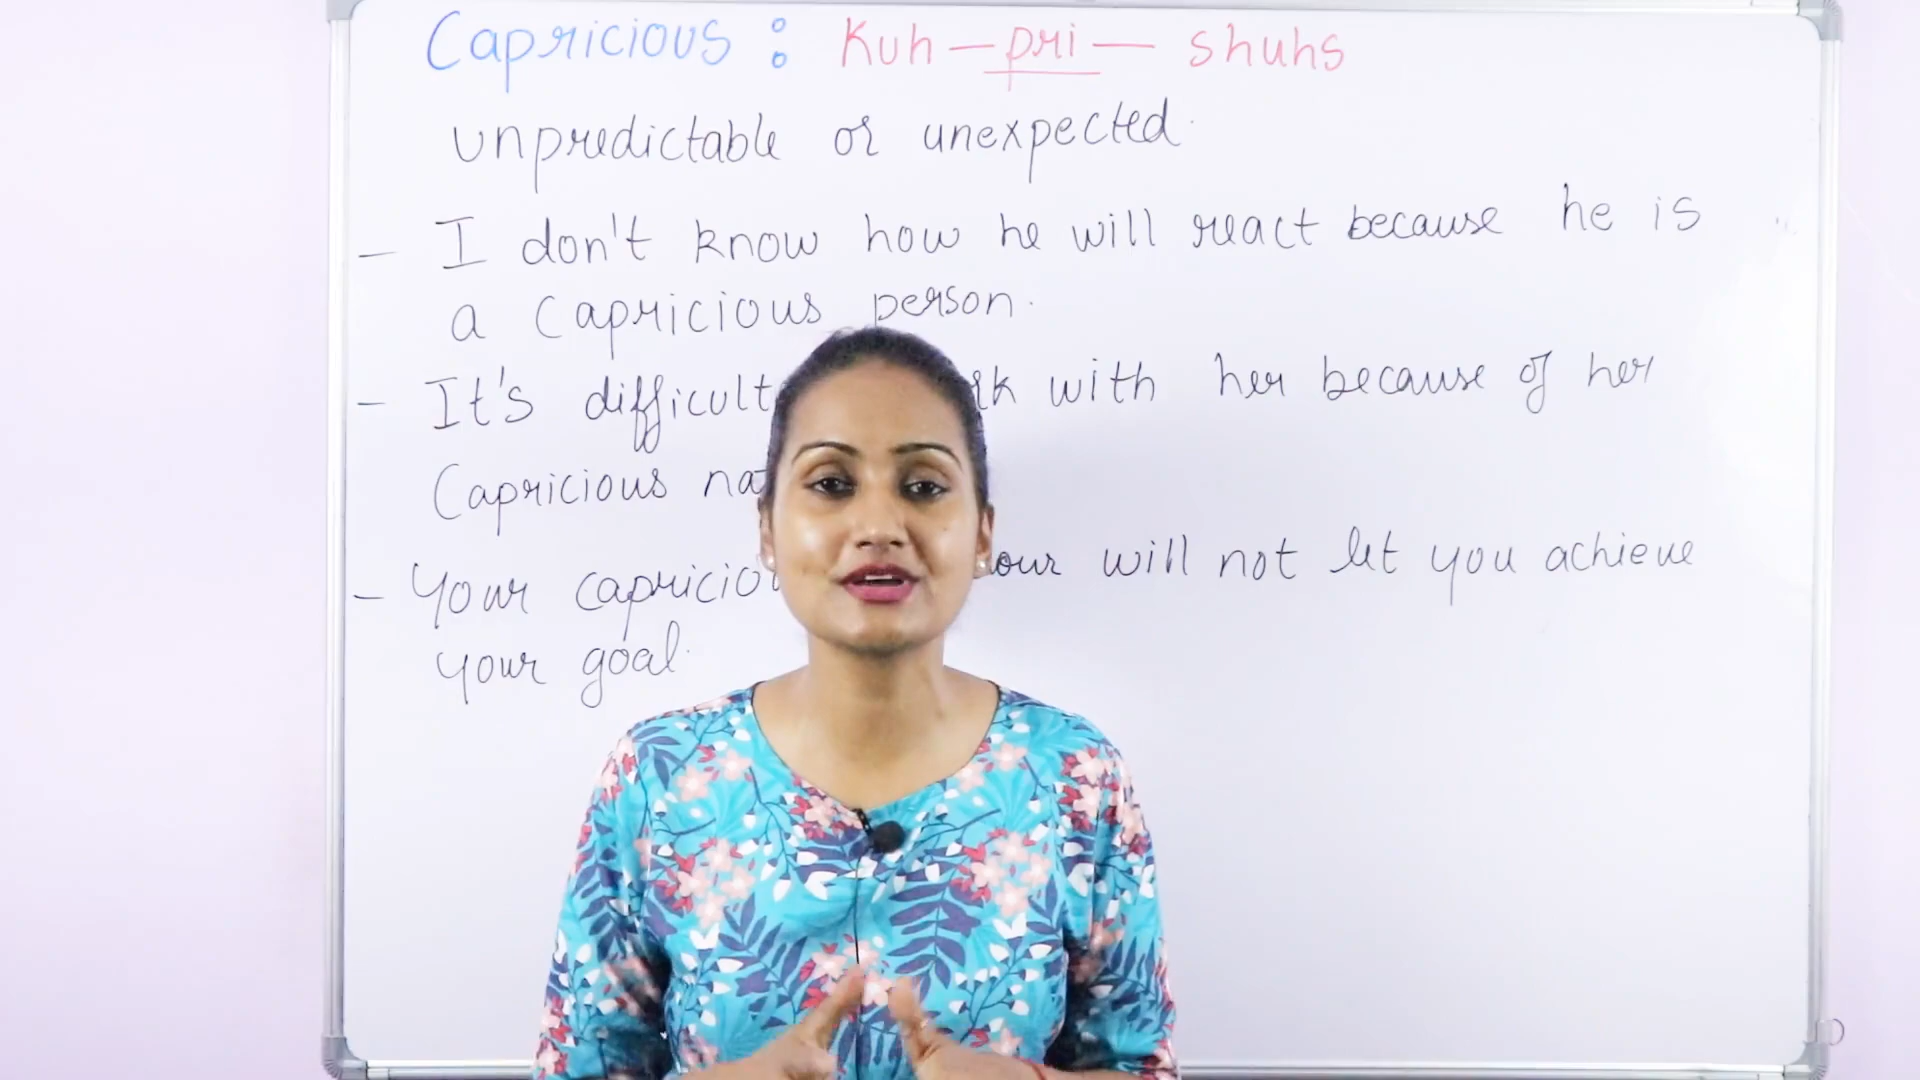 Capricious : Kuh — pri — shuhs
unpredictable or unexpected.
– I don't know how he will react because he is
a Capricious person.
– It's difficult with her because of her
Capricious
– Your will not let you achieve
your goal.